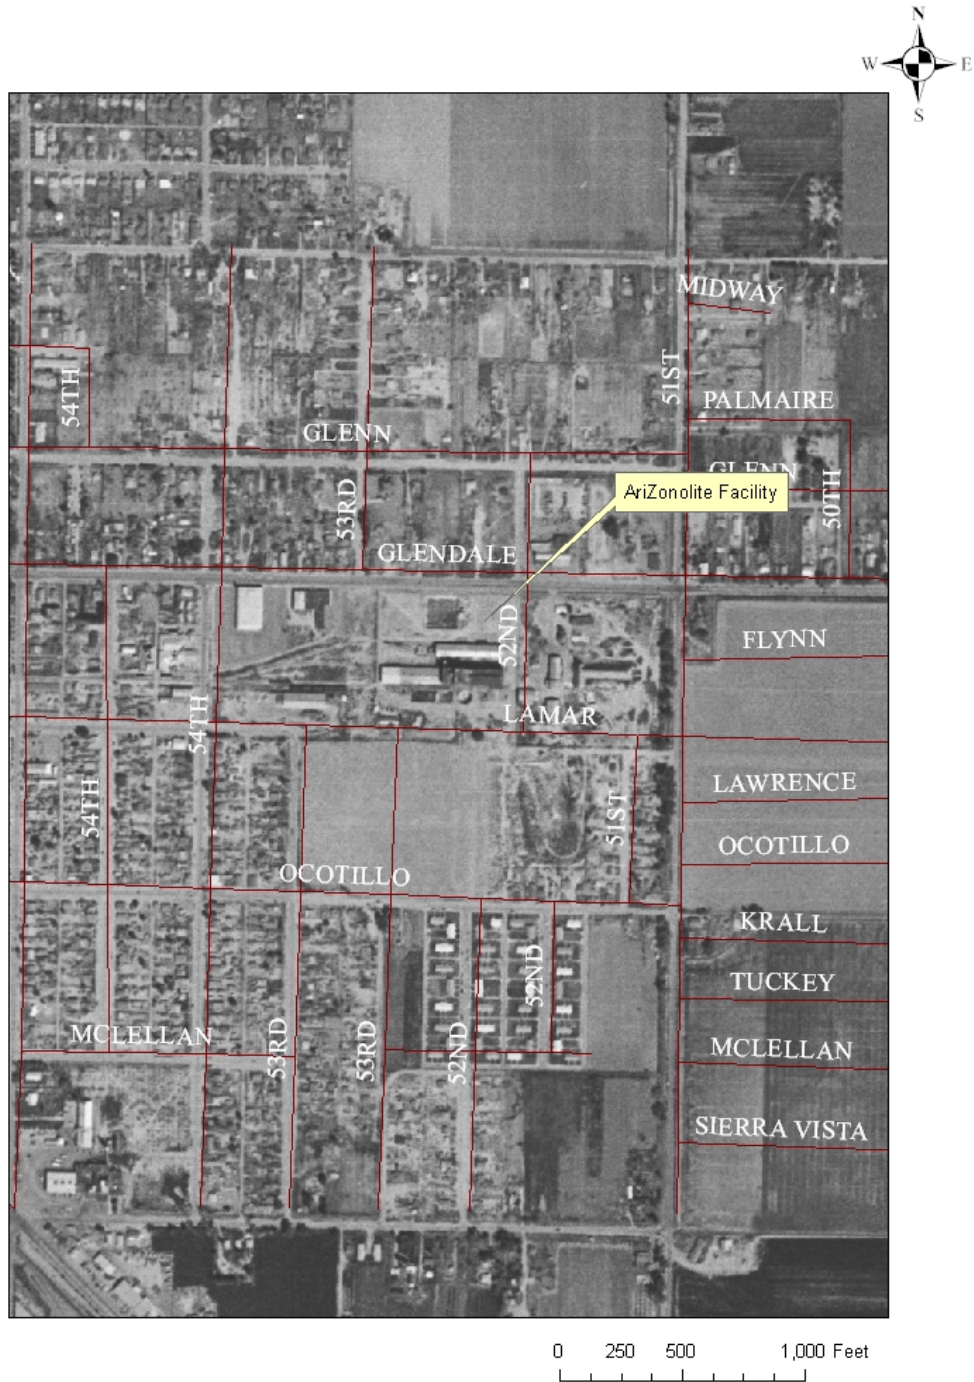 N
W E
S
MIDWAY
51ST
54TH
PALMAIRE
GLENN
GLENN
AriZonolite Facility
53RD
50TH
GLENDALE
52ND
FLYNN
54TH
LAMAR
54TH
LAWRENCE
51ST
OCOTILLO
OCOTILLO
KRALL
52ND
TUCKEY
MCLELLAN
53RD
53RD
52ND
MCLELLAN
SIERRA VISTA
0 250 500 1,000 Feet